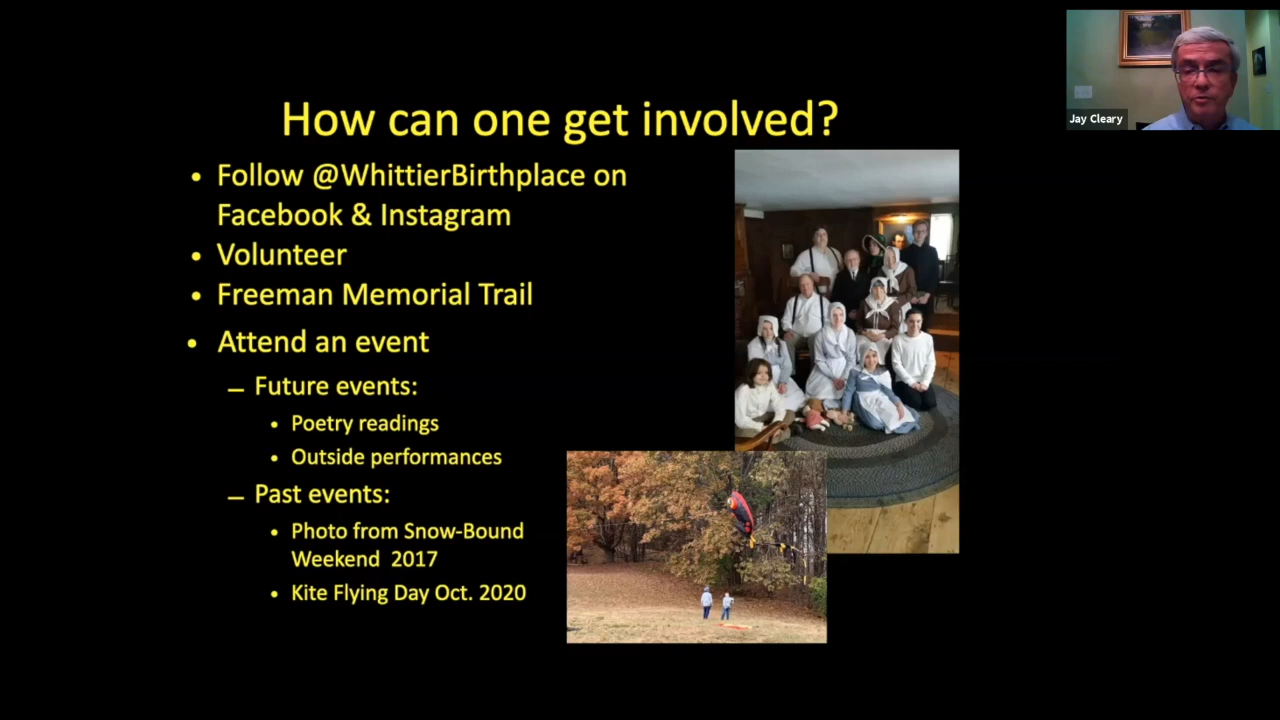 How can one get involved?
• Follow @WhittierBirthplace on
Facebook & Instagram
• Volunteer
• Freeman Memorial Trail
• Attend an event
– Future events:
• Poetry readings
• Outside performances
– Past events:
• Photo from Snow-Bound
Weekend 2017
• Kite Flying Day Oct. 2020
Jay Cleary